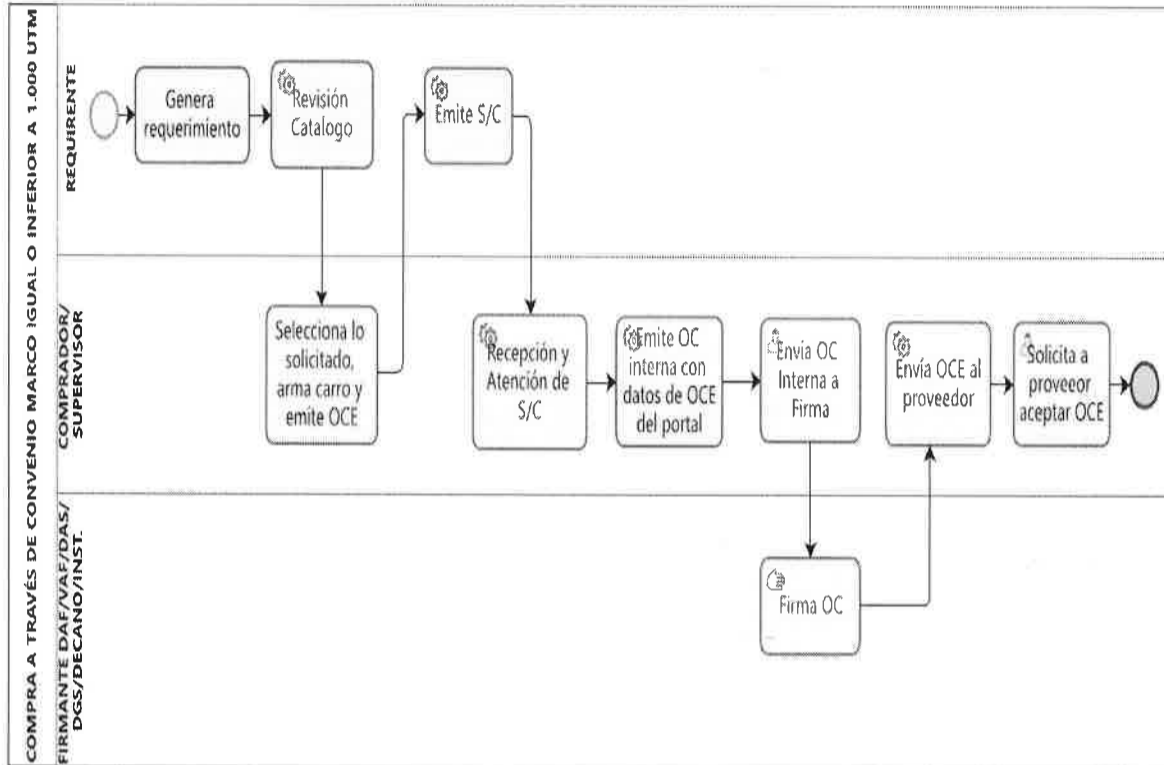 COMPRA A TRAVÉS DE CONVENIO MARCO IGUAL O INFERIOR A 1.000 UTM
REQUIRENTE
Genera
requerimiento
Revisión
Catalogo
Emite S/C
COMPRADOR/
SUPERVISOR
Selecciona lo
solicitado,
arma carro y
emite OCE
Recepción y
Atención de
S/C
Emite OC
interna con
datos de OCE
del portal
Envía OC
Interna a
Firma
Envía OCE al
proveedor
Solicita a
proveeor
aceptar OCE
FIRMANTE DAF/VAF/DAS/
DGS/DECANO/INST.
Firma OC